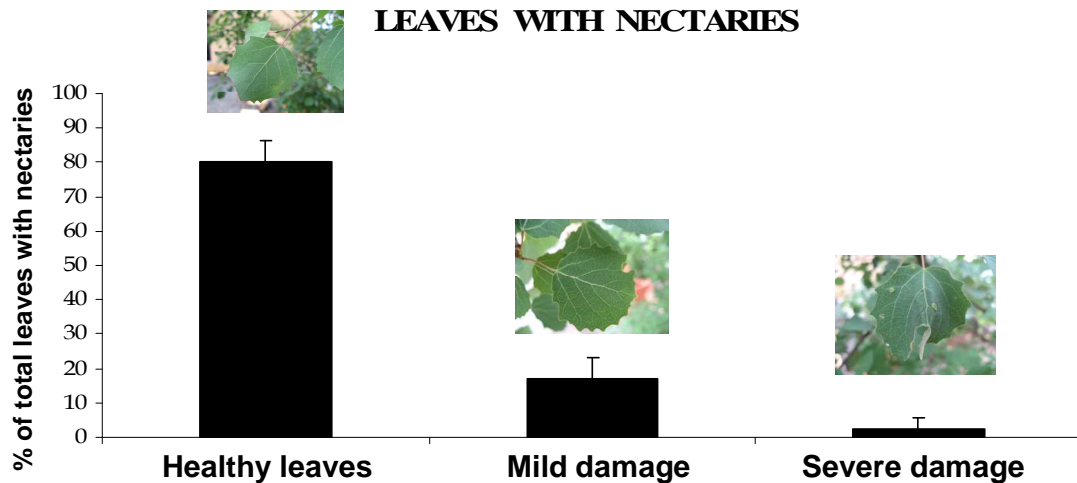 LEAVES WITH NECTARIES
% of total leaves with nectaries
100
90
80
70
60
50
40
30
20
10
0
Healthy leaves
Mild damage
Severe damage